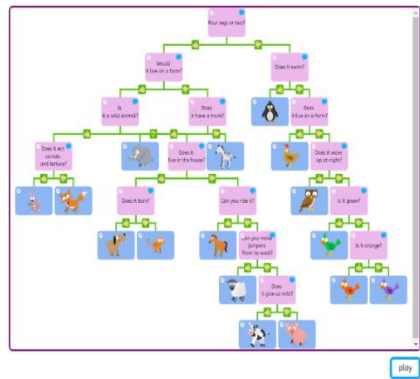 Four legs or two?
Would
it live on a farm?
Does it swim?
Is
it a wild animal?
Does
it have a trunk?
Does
it live on a farm?
Does it eat
carrots
and lettuce?
Does it
live in the house?
Does it wake
up at night?
Does it bark?
Can you ride it?
Is it green?
Can you make
jumpers
from its wool?
Is it orange?
Does
it give us milk?
play